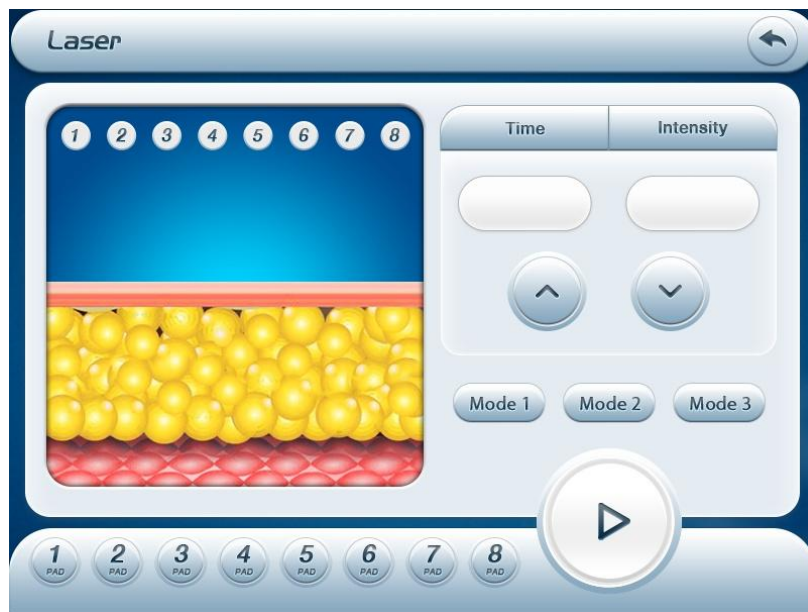 Laser
1 2 3 4 5 6 7 8
Time Intensity
Mode 1 Mode 2 Mode 3
1 2 3 4 5 6 7 8
PAD PAD PAD PAD PAD PAD PAD PAD